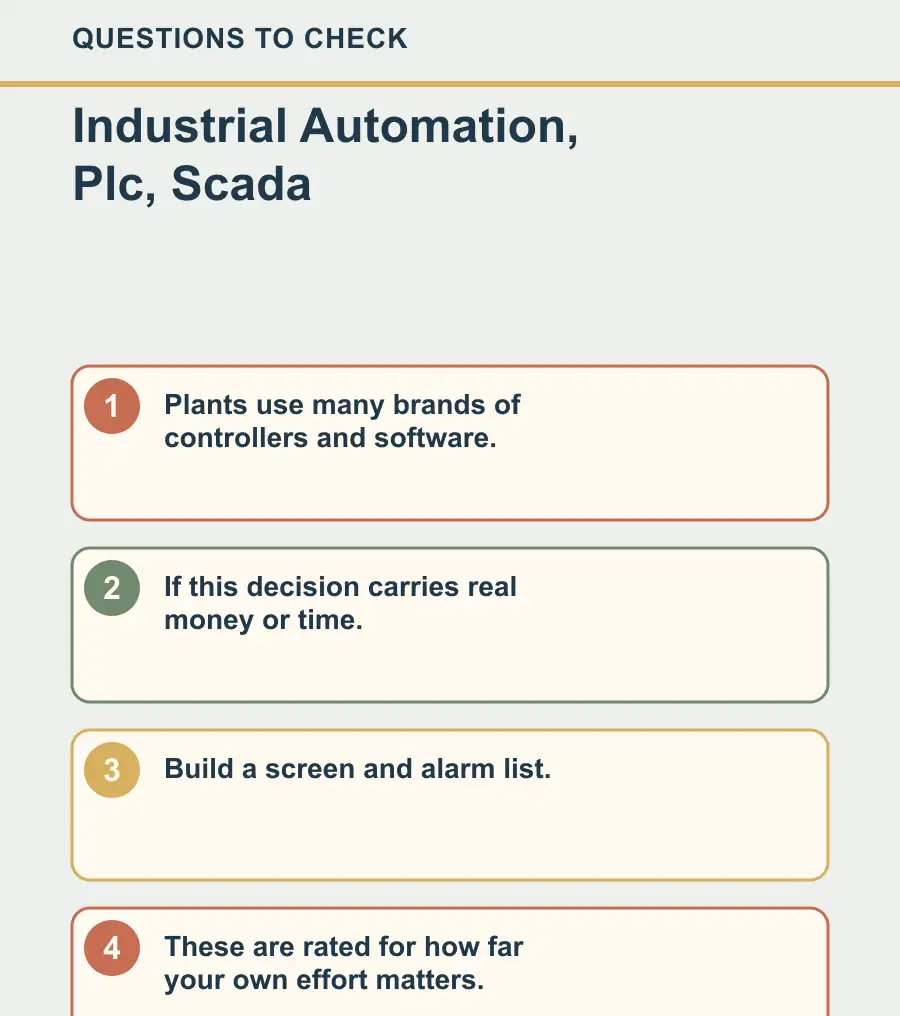 QUESTIONS TO CHECK
Industrial Automation,
Plc, Scada
1
Plants use many brands of
controllers and software.
2
If this decision carries real
money or time.
3
Build a screen and alarm list.
4
These are rated for how far
your own effort matters.